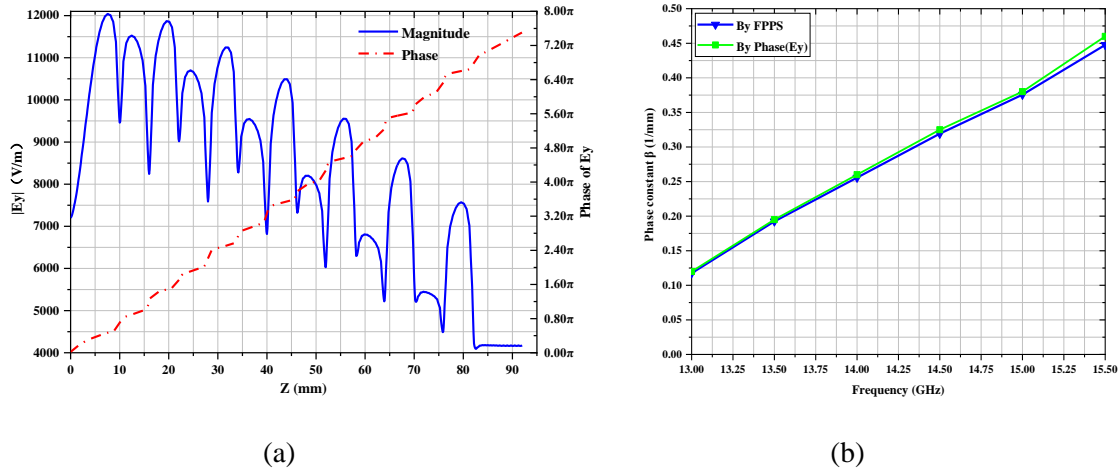 12000
11000
10000
9000
8000
7000
6000
5000
4000
|Ey| (V/m)
0 10 20 30 40 50 60 70 80 90
Z (mm)
8.00π
7.20π
6.40π
5.60π
4.80π
4.00π
3.20π
2.40π
1.60π
0.80π
0.00π
Phase of Ey
Magnitude
Phase
(a)
0.50
0.45
0.40
0.35
0.30
0.25
0.20
0.15
0.10
0.05
0.00
Phase constant β (1/mm)
By FPPS
By Phase(Ey)
13.00 13.25 13.50 13.75 14.00 14.25 14.50 14.75 15.00 15.25 15.50
Frequency (GHz)
(b)